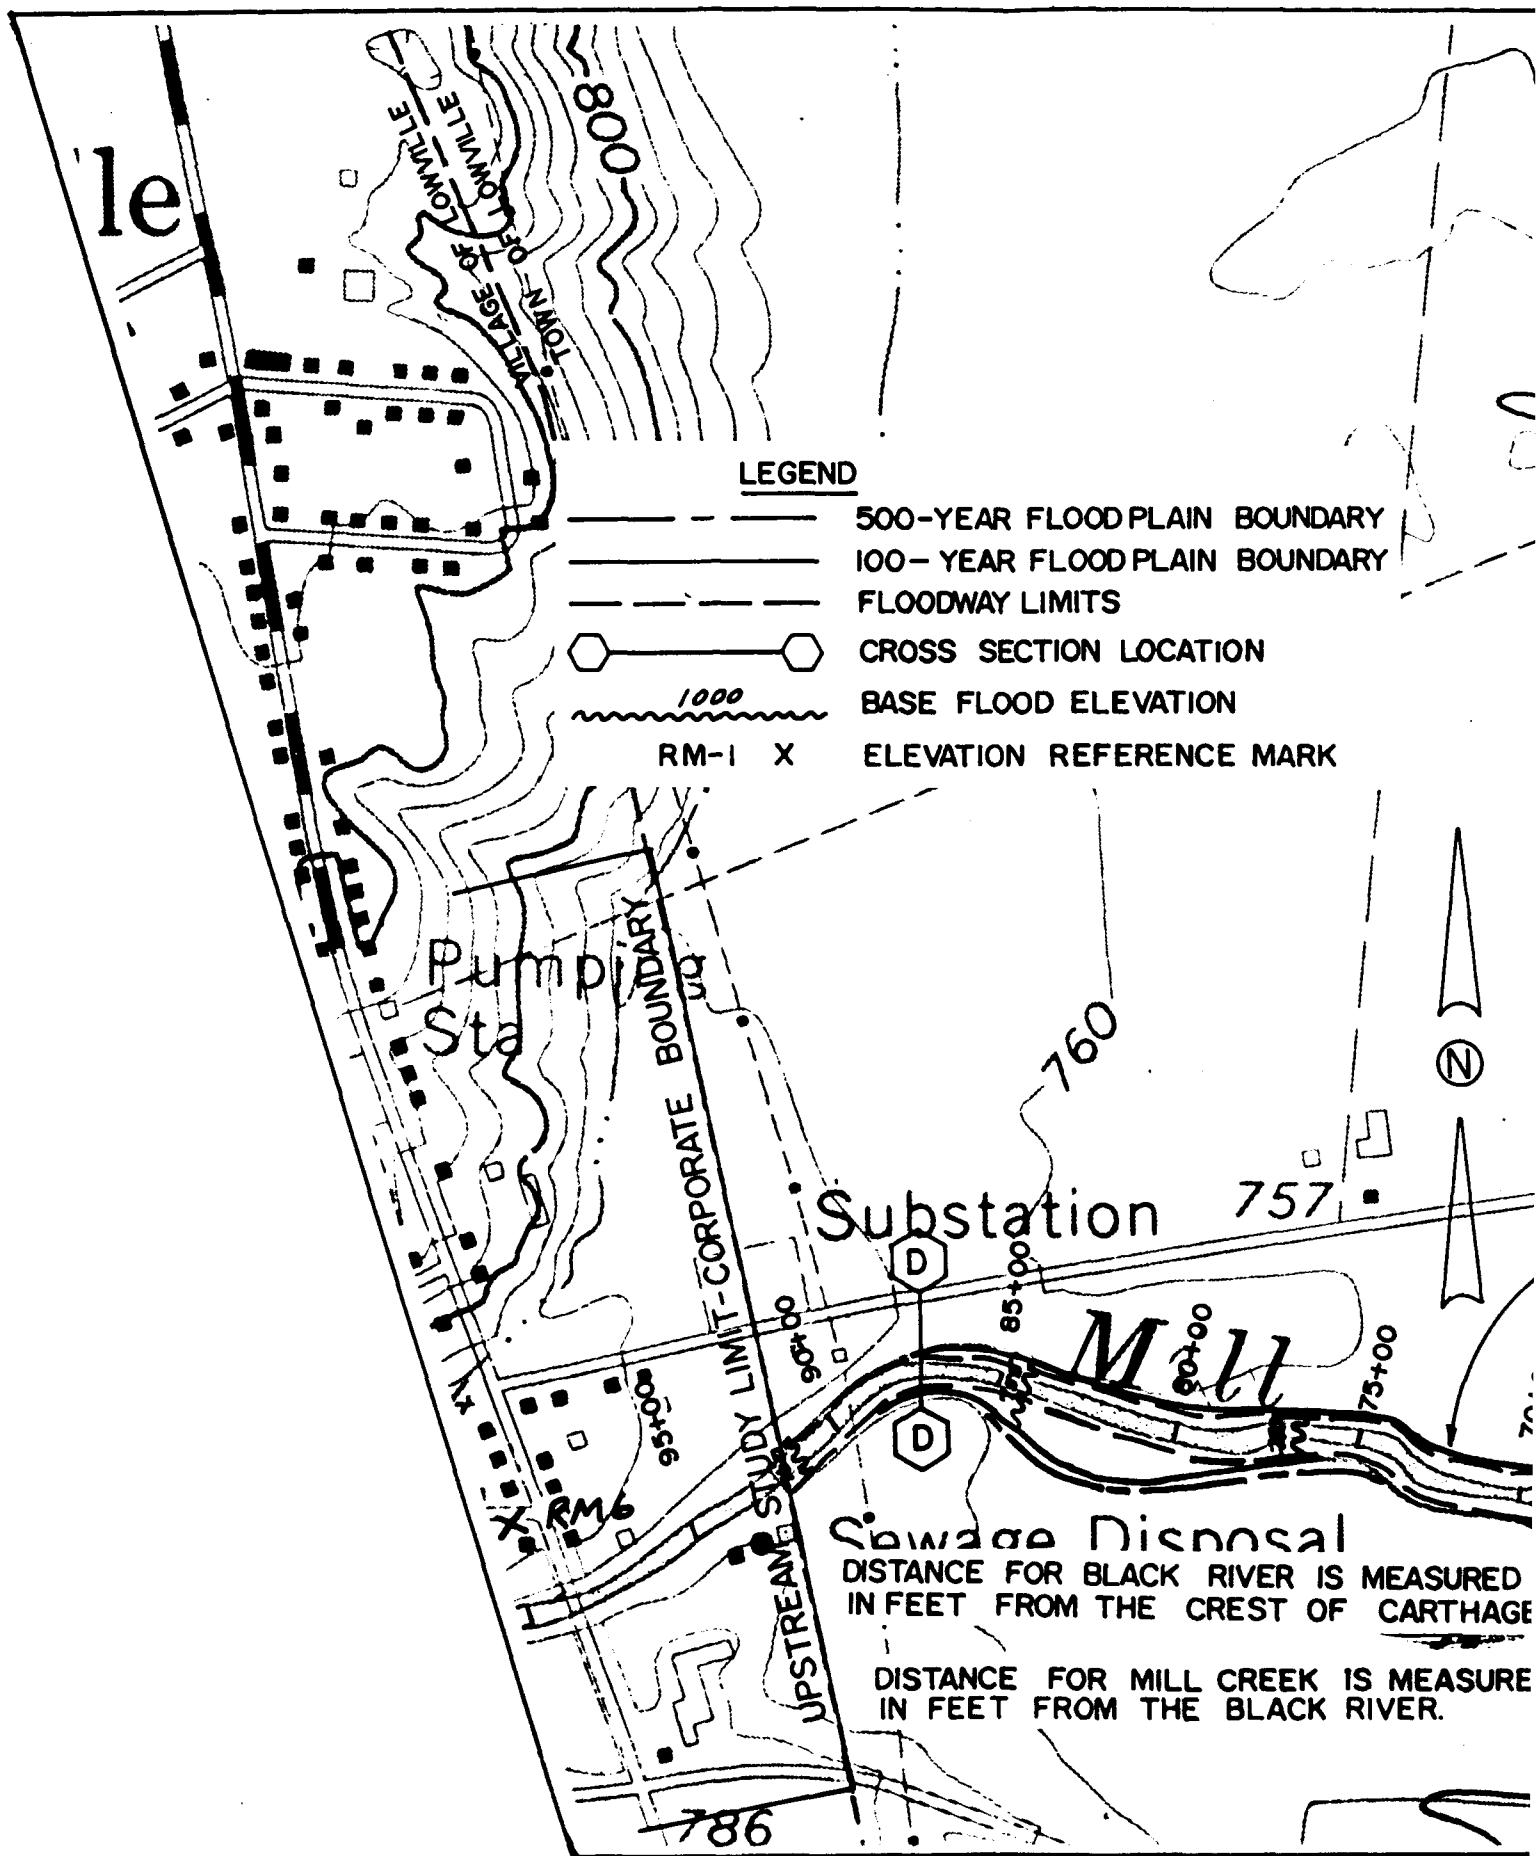 le
VILLAGE OF LOWVILLE
TOWN OF LOWVILLE
800
LEGEND
500-YEAR FLOOD PLAIN BOUNDARY
100-YEAR FLOOD PLAIN BOUNDARY
FLOODWAY LIMITS
CROSS SECTION LOCATION
1000 BASE FLOOD ELEVATION
RM-1 X ELEVATION REFERENCE MARK
Pumping
Sta
UPSTREAM STUDY LIMIT-CORPORATE BOUNDARY
760
N
757
Substation
D
85+00
90+00
80+00
75+00
Mill
95+00
D
X RM6
Sewage Disposal
DISTANCE FOR BLACK RIVER IS MEASURED
IN FEET FROM THE CREST OF CARTHAGE
DISTANCE FOR MILL CREEK IS MEASURE
IN FEET FROM THE BLACK RIVER.
786